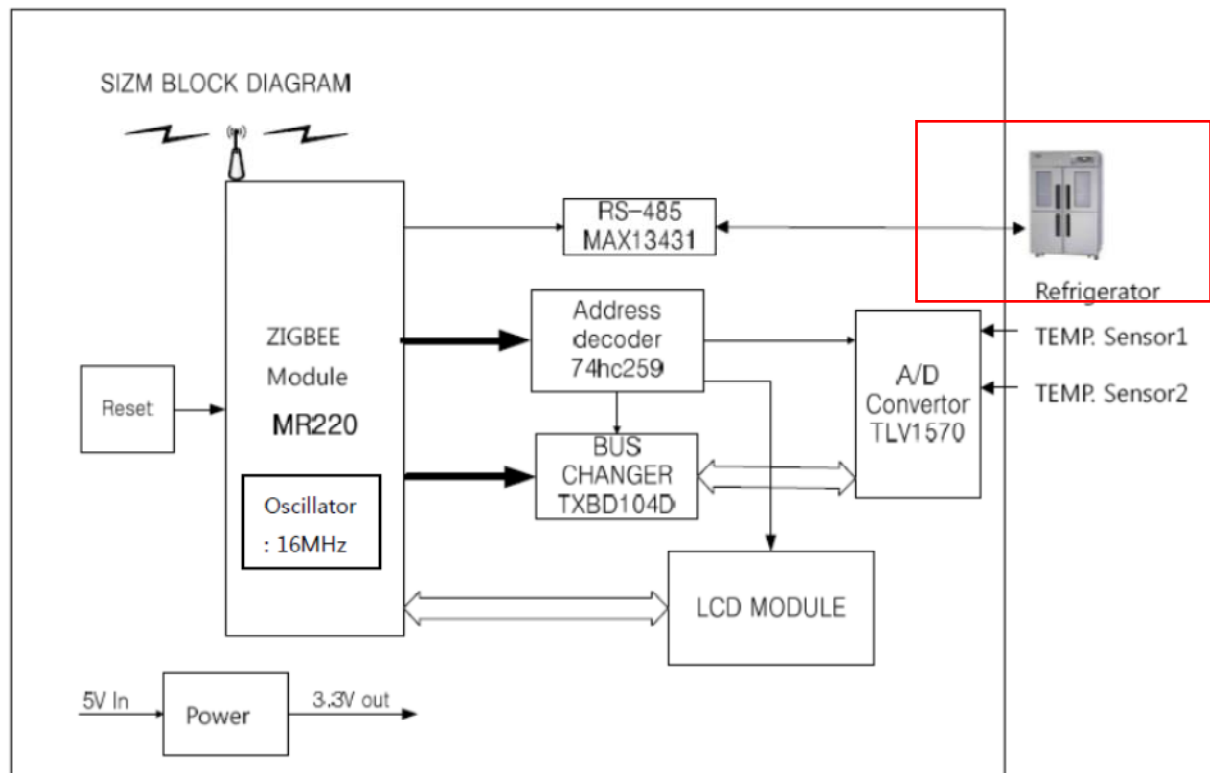 SIZM BLOCK DIAGRAM
RS-485
MAX13431
Refrigerator
Address
decoder
74hc259
ZIGBEE
Module
MR220
TEMP. Sensor1
A/D
Convertor
TLV1570
TEMP. Sensor2
Reset
BUS
CHANGER
TXBD104D
Oscillator
: 16MHz
LCD MODULE
5V In
Power
3.3V out